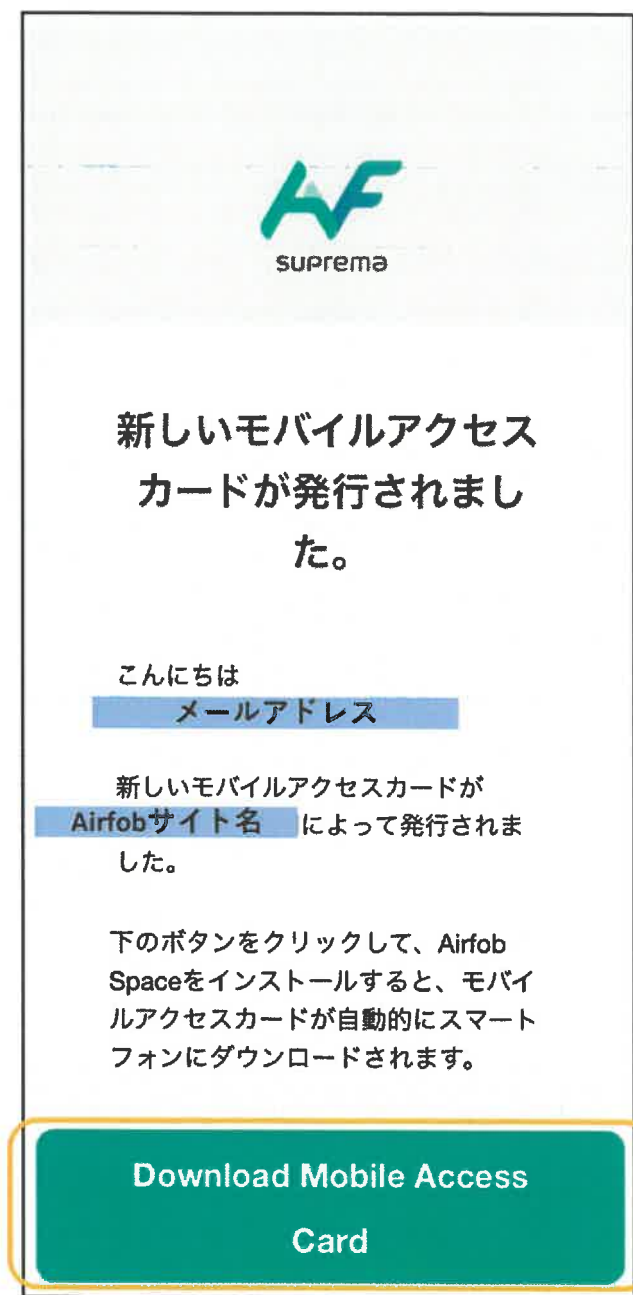 suprema
新しいモバイルアクセス
カードが発行されまし
た。
こんにちは
メールアドレス
新しいモバイルアクセスカードが
Airfobサイト名 によって発行されま
した。
下のボタンをクリックして、Airfob
Spaceをインストールすると、モバイ
ルアクセスカードが自動的にスマート
フォンにダウンロードされます。
Download Mobile Access
Card